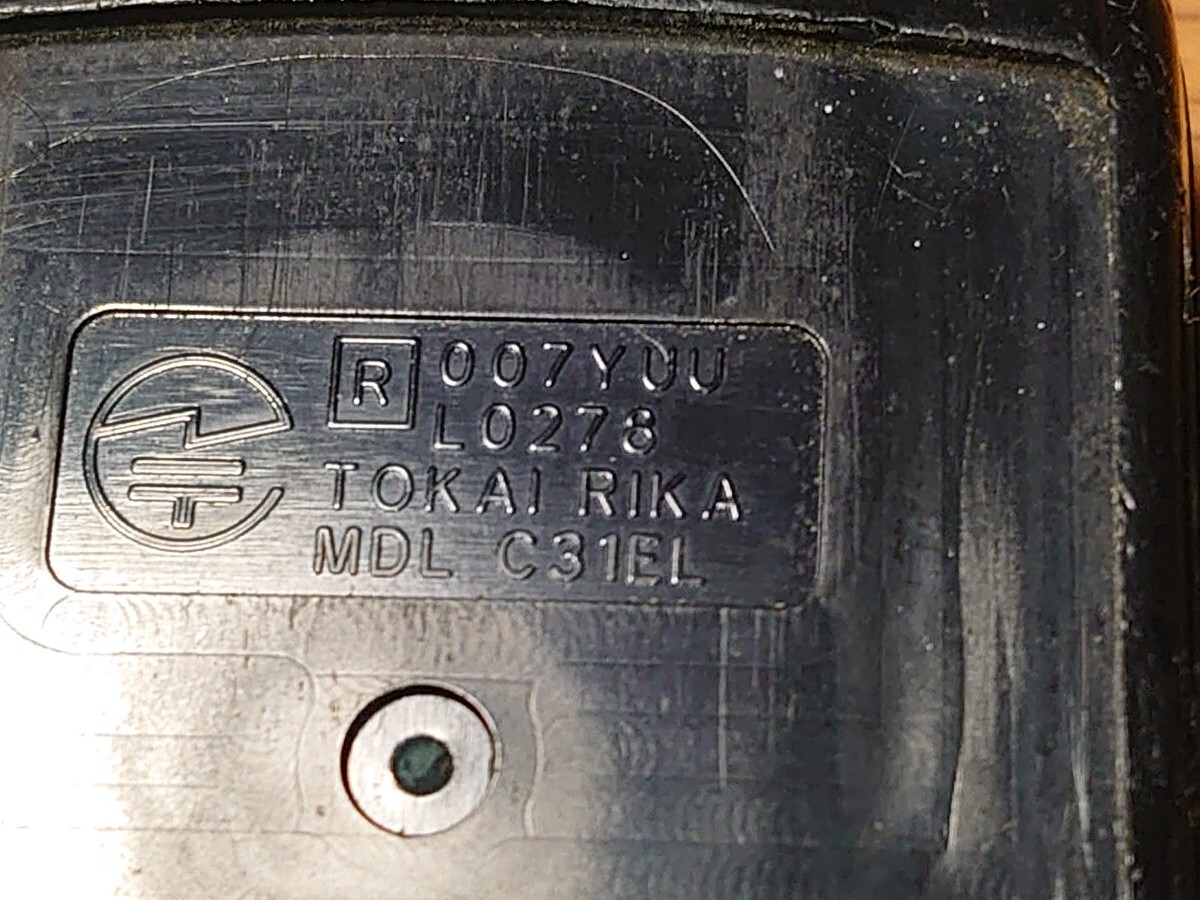 R 007YUU
L0278
TOKAI RIKA
MDL C31EL